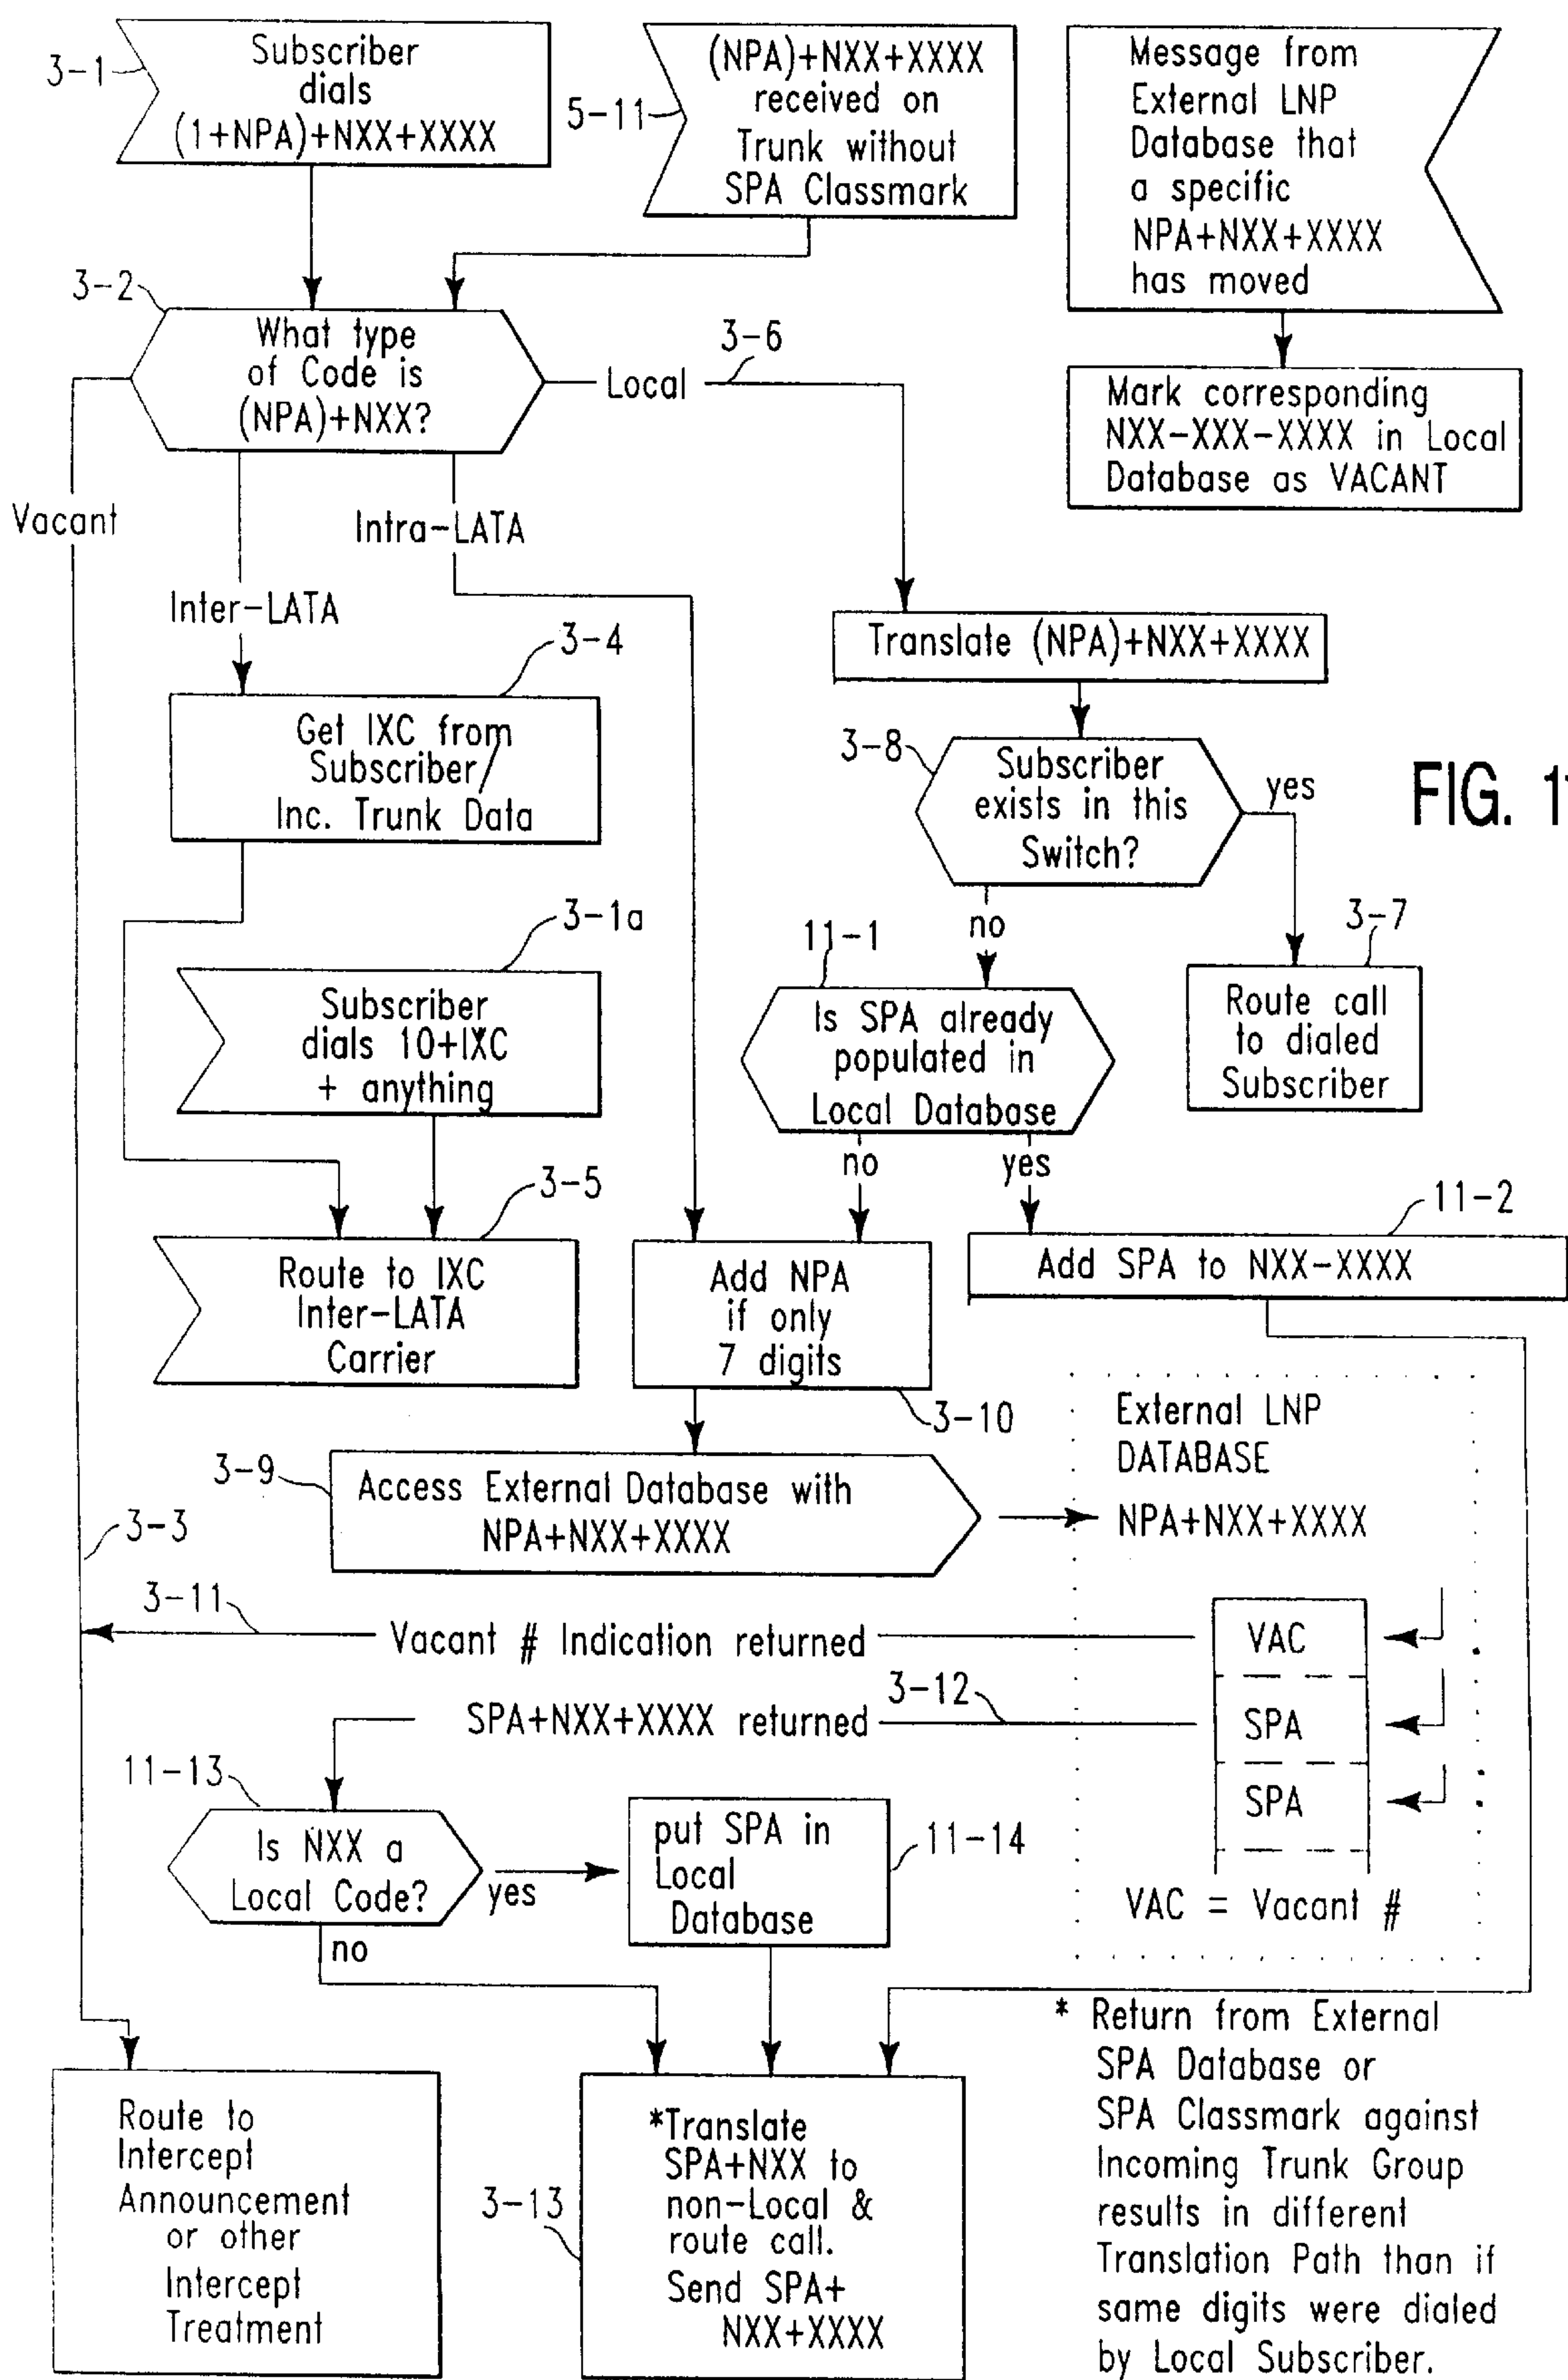 3-1
Subscriber
dials
(1+NPA)+NXX+XXXX
5-11
(NPA)+NXX+XXXX
received on
Trunk without
SPA Classmark
Message from
External LNP
Database that
a specific
NPA+NXX+XXXX
has moved
3-2
What type
of Code is
(NPA)+NXX?
Local
3-6
Mark corresponding
NXX-XXX-XXXX in Local
Database as VACANT
Vacant
Intra-LATA
Inter-LATA
3-4
Get IXC from
Subscriber/
Inc. Trunk Data
Translate (NPA)+NXX+XXXX
3-8
Subscriber
exists in this
Switch?
yes
no
3-7
Route call
to dialed
Subscriber
3-1a
Subscriber
dials 10+IXC
+ anything
11-1
Is SPA already
populated in
Local Database
no
yes
3-5
Route to IXC
Inter-LATA
Carrier
Add NPA
if only
7 digits
3-10
11-2
Add SPA to NXX-XXXX
3-9
Access External Database with
NPA+NXX+XXXX
External LNP
DATABASE
NPA+NXX+XXXX
3-3
3-11
Vacant # Indication returned
VAC
3-12
SPA+NXX+XXXX returned
SPA
SPA
VAC = Vacant #
11-13
Is NXX a
Local Code?
yes
no
put SPA in
Local
Database
11-14
Route to
Intercept
Announcement
or other
Intercept
Treatment
3-13
*Translate
SPA+NXX to
non-Local &
route call.
Send SPA+
NXX+XXXX
* Return from External
SPA Database or
SPA Classmark against
Incoming Trunk Group
results in different
Translation Path than if
same digits were dialed
by Local Subscriber.